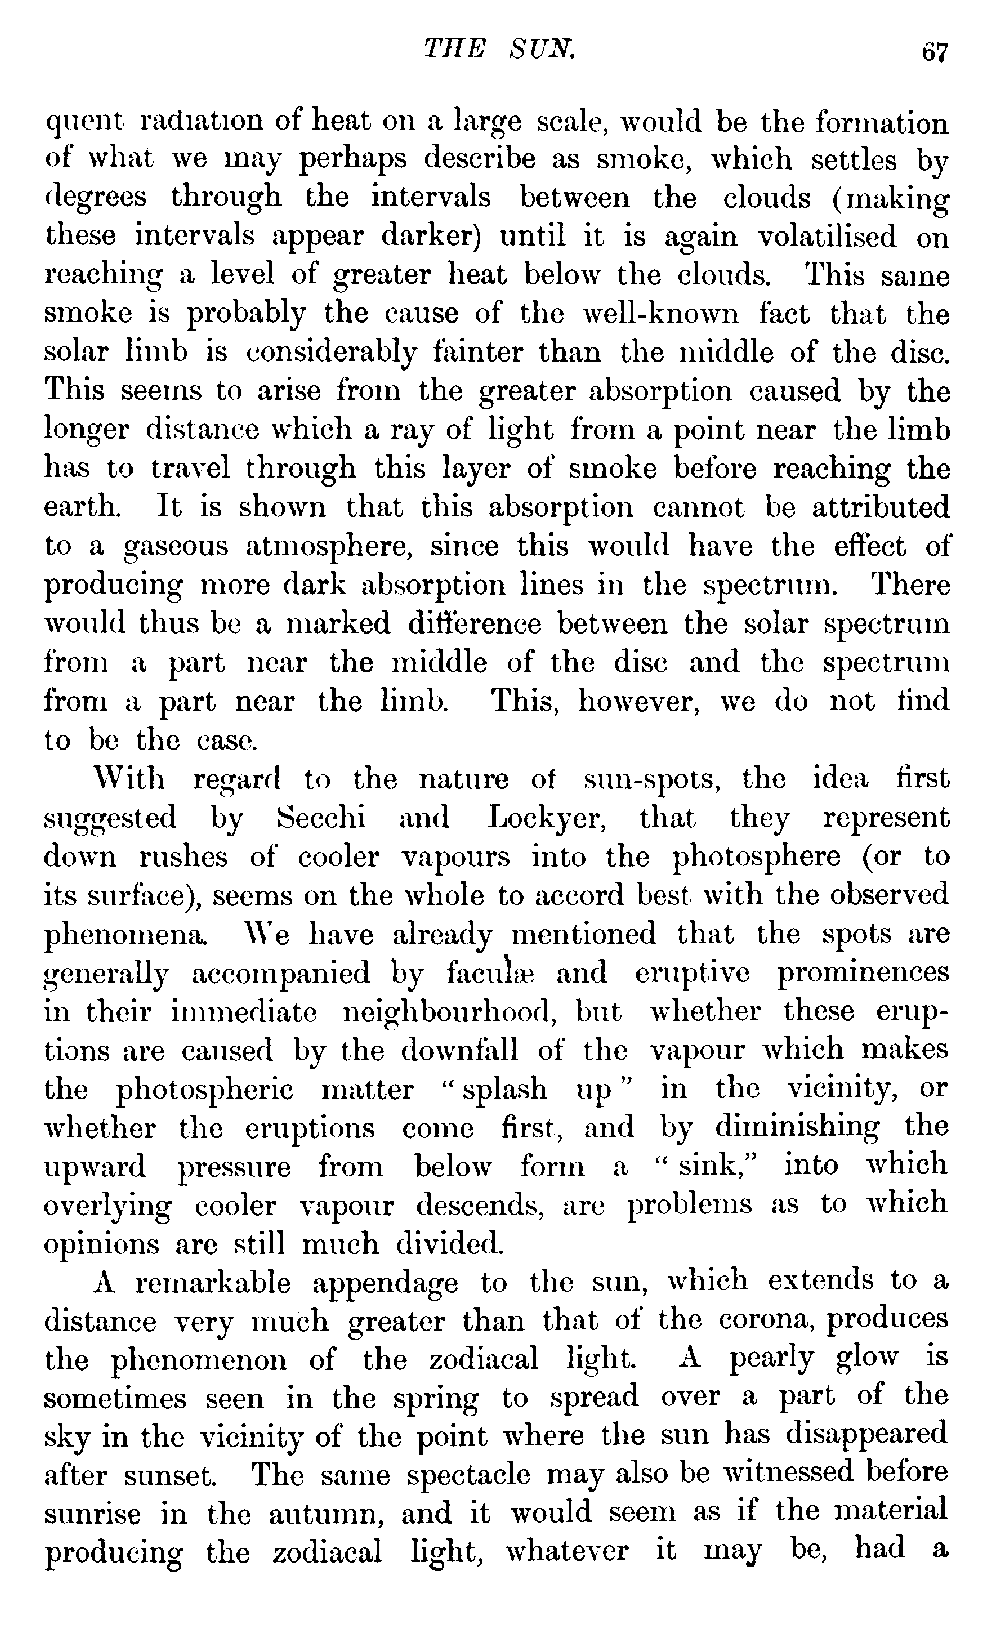 THE SUN. 67
quent radiation of heat on a large scale, would be the formation
of what we may perhaps describe as smoke, which settles by
degrees through the intervals between the clouds (making
these intervals appear darker) until it is again volatilised on
reaching a level of greater heat below the clouds. This same
smoke is probably the cause of the well-known fact that the
solar limb is considerably fainter than the middle of the disc.
This seems to arise from the greater absorption caused by the
longer distance which a ray of light from a point near the limb
has to travel through this layer of smoke before reaching the
earth. It is shown that this absorption cannot be attributed
to a gaseous atmosphere, since this would have the effect of
producing more dark absorption lines in the spectrum. There
would thus be a marked difference between the solar spectrum
from a part near the middle of the disc and the spectrum
from a part near the limb. This, however, we do not find
to be the case.
With regard to the nature of sun-spots, the idea first
suggested by Secchi and Lockyer, that they represent
down rushes of cooler vapours into the photosphere (or to
its surface), seems on the whole to accord best with the observed
phenomena. We have already mentioned that the spots are
generally accompanied by faculæ and eruptive prominences
in their immediate neighbourhood, but whether these erup-
tions are caused by the downfall of the vapour which makes
the photospheric matter "splash up" in the vicinity, or
whether the eruptions come first, and by diminishing the
upward pressure from below form a "sink," into which
overlying cooler vapour descends, are problems as to which
opinions are still much divided.
A remarkable appendage to the sun, which extends to a
distance very much greater than that of the corona, produces
the phenomenon of the zodiacal light. A pearly glow is
sometimes seen in the spring to spread over a part of the
sky in the vicinity of the point where the sun has disappeared
after sunset. The same spectacle may also be witnessed before
sunrise in the autumn, and it would seem as if the material
producing the zodiacal light, whatever it may be, had a